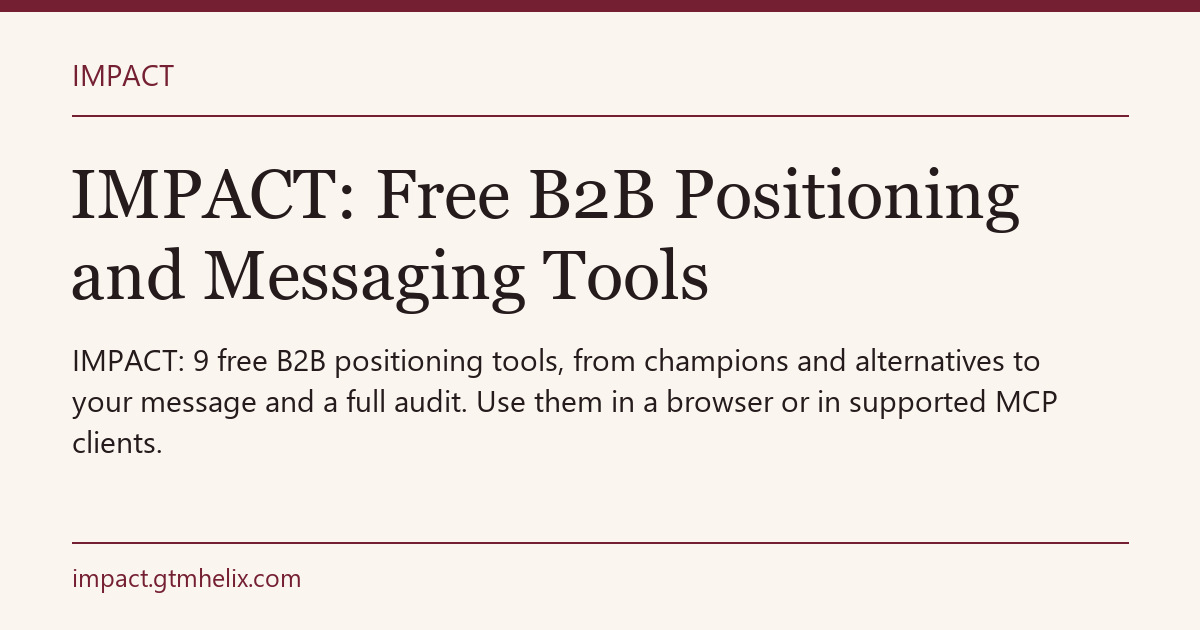 IMPACT
IMPACT: Free B2B Positioning
and Messaging Tools
IMPACT: 9 free B2B positioning tools, from champions and alternatives to
your message and a full audit. Use them in a browser or in supported MCP
clients.
impact.gtmhelix.com